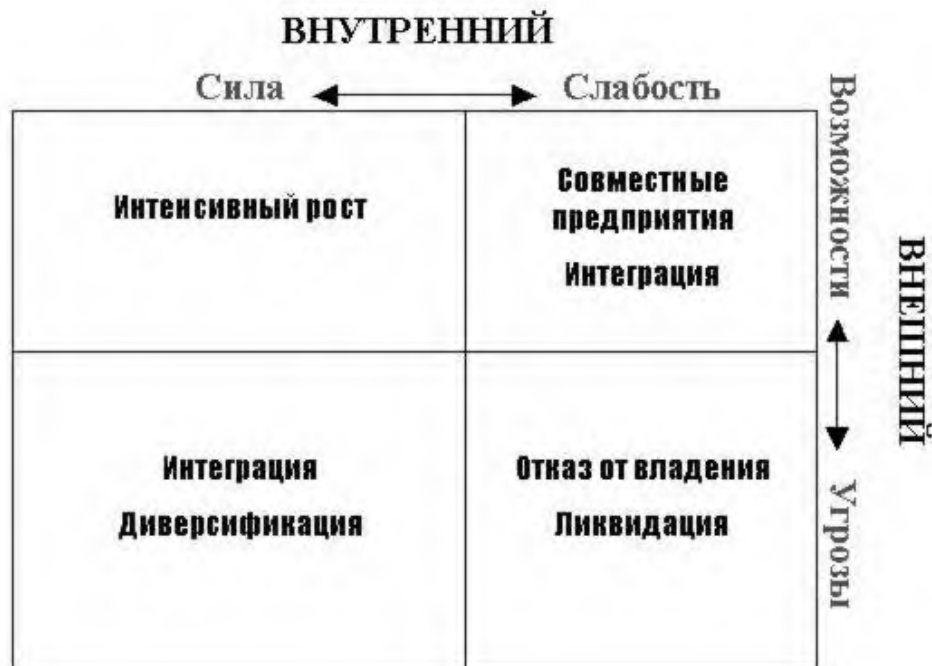 ВНУТРЕННИЙ
Сила
Слабость
Возможности
Интенсивный рост
Совместные
предприятия
Интеграция
ВНЕШНИЙ
Интеграция
Диверсификация
Отказ от владения
Ликвидация
Угрозы